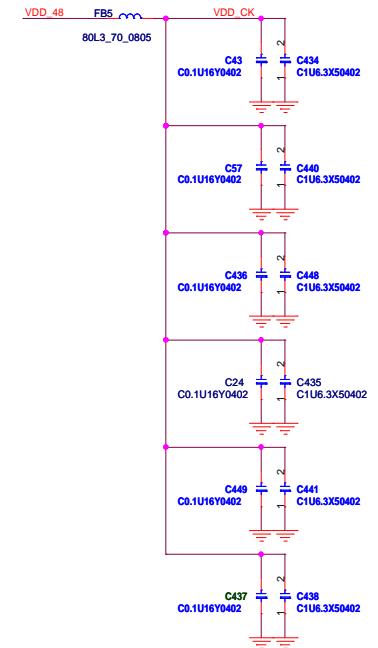 VDD_48 FB5 VDD_CK
80L3_70_0805
2
C43 C434
C0.1U16Y0402 C1U6.3X50402
1
2
C57 C440
C0.1U16Y0402 C1U6.3X50402
1
2
C436 C448
C0.1U16Y0402 C1U6.3X50402
1
2
C24 C435
C0.1U16Y0402 C1U6.3X50402
1
2
C449 C441
C0.1U16Y0402 C1U6.3X50402
1
2
C437 C438
C0.1U16Y0402 C1U6.3X50402
1